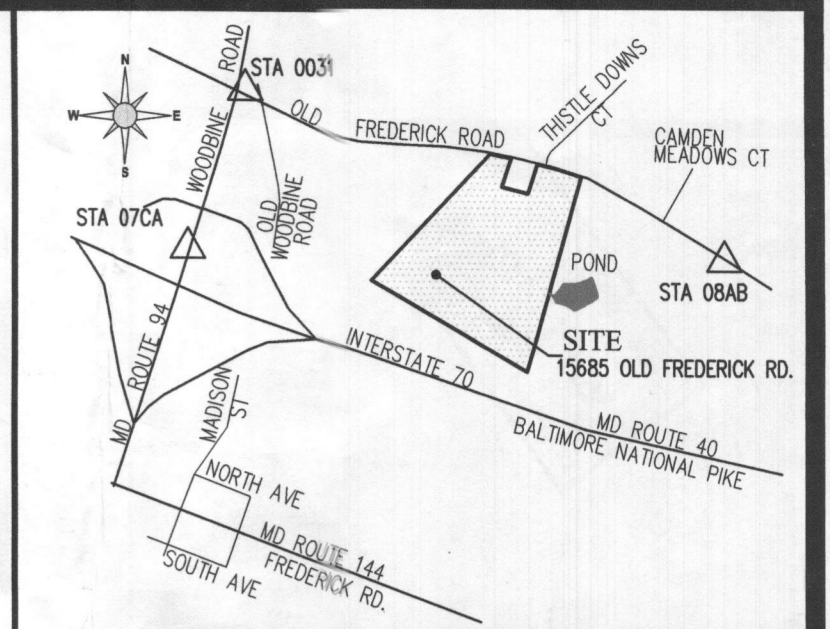 N
W
E
S
WOODBINE ROAD
STA 0031
OLD FREDERICK ROAD
THISTLE DOWNS
CT
CAMDEN
MEADOWS CT
OLD
WOODBINE
ROAD
STA 07CA
POND
STA 08AB
SITE
15685 OLD FREDERICK RD.
MD ROUTE 94
INTERSTATE 70
MD ROUTE 40
BALTIMORE NATIONAL PIKE
MADISON
ST
NORTH AVE
SOUTH AVE
MD ROUTE 144
FREDERICK RD.